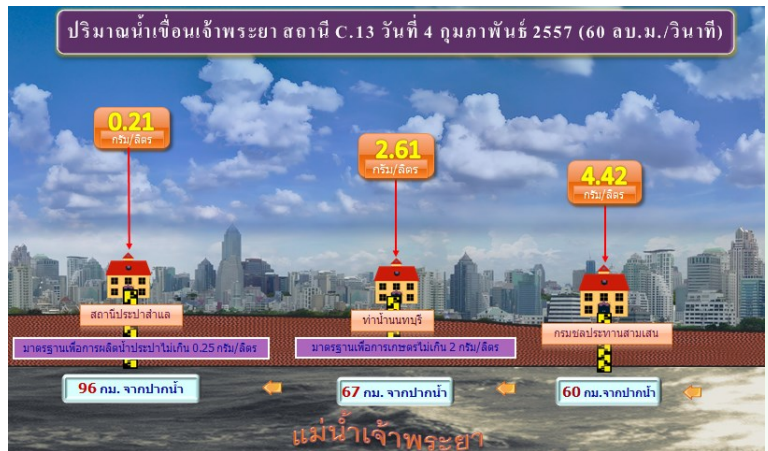 ปริมาณน้ำเขื่อนเจ้าพระยา สถานี C.13 วันที่ 4 กุมภาพันธ์ 2557 (60 ลบ.ม./วินาที)
0.21
กรัม/ลิตร
2.61
กรัม/ลิตร
4.42
กรัม/ลิตร
สถานีประปาสำแล
ท่าน้ำนนทบุรี
กรมชลประทานสามเสน
มาตรฐานเพื่อการผลิตน้ำประปาไม่เกิน 0.25 กรัม/ลิตร
มาตรฐานเพื่อการเกษตรไม่เกิน 2 กรัม/ลิตร
96 กม. จากปากน้ำ
67 กม. จากปากน้ำ
60 กม.จากปากน้ำ
แม่น้ำเจ้าพระยา